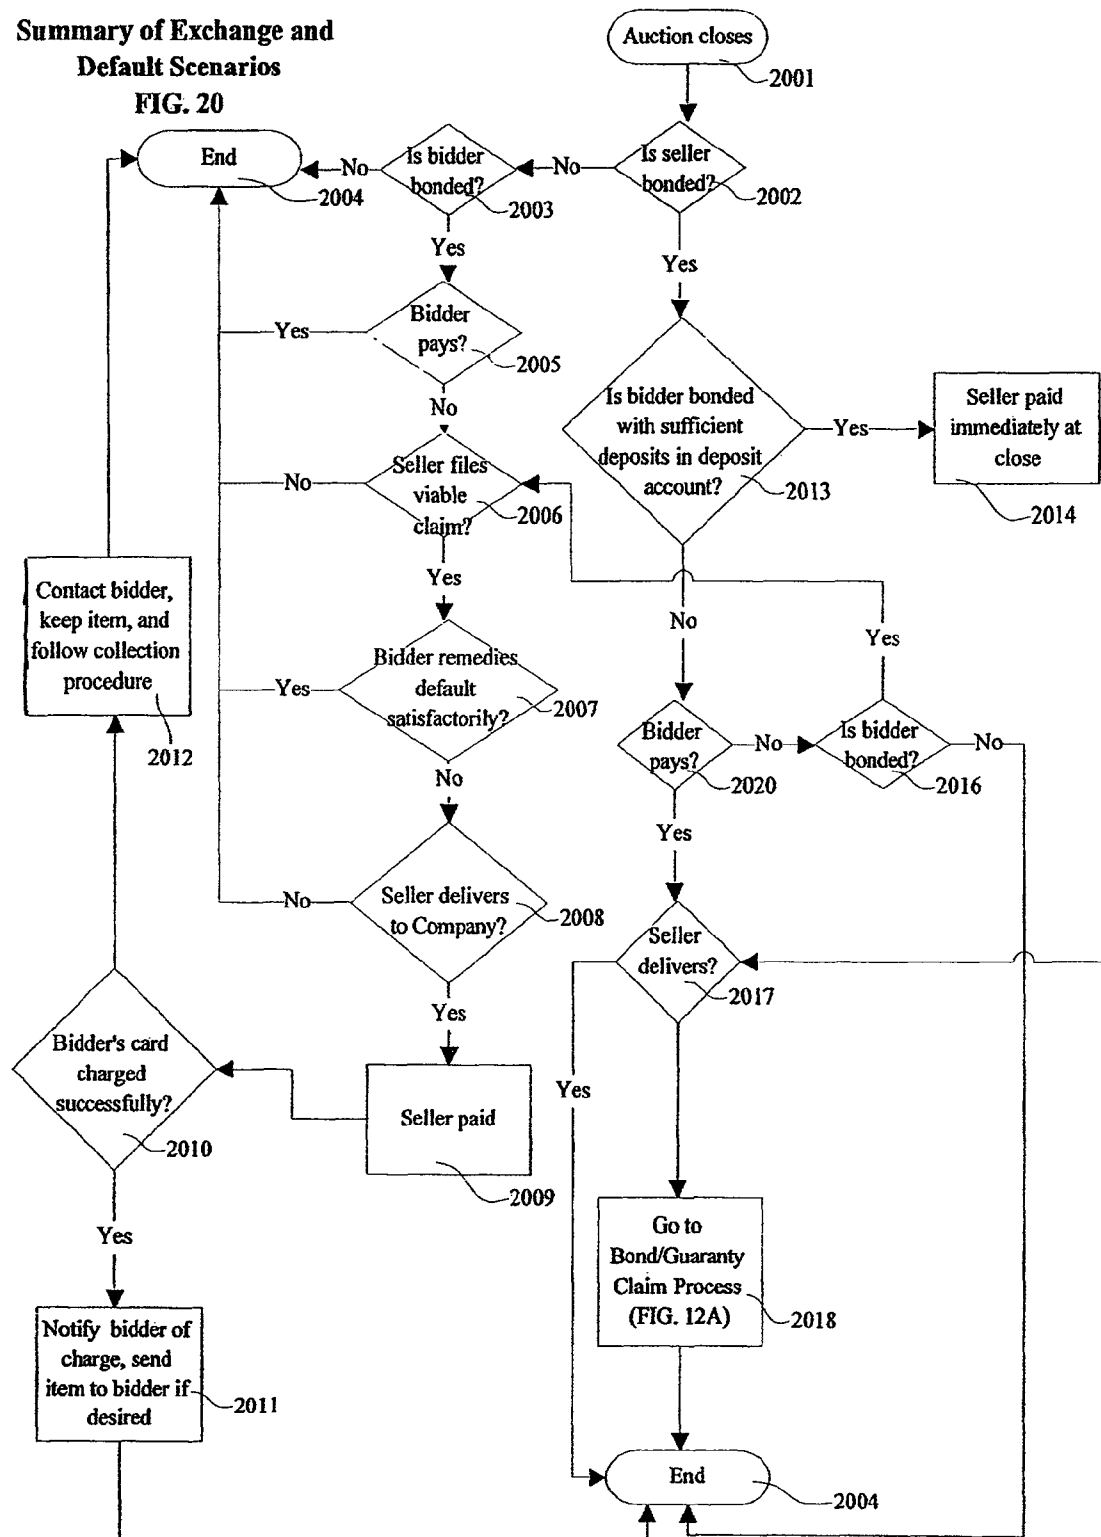 Summary of Exchange and
Default Scenarios
FIG. 20
Auction closes
2001
End
2004
No
Is bidder
bonded?
2003
No
Is seller
bonded?
2002
Yes
Yes
Bidder
pays?
2005
Yes
No
Is bidder bonded
with sufficient
deposits in deposit
account?
2013
Yes
Seller paid
immediately at
close
2014
Seller files
viable
claim?
2006
No
Yes
Contact bidder,
keep item, and
follow collection
procedure
2012
No
Yes
Bidder remedies
default
satisfactorily?
2007
Yes
No
Bidder
pays?
2020
No
Is bidder
bonded?
2016
No
Yes
Seller delivers
to Company?
2008
No
Yes
Seller
delivers?
2017
Yes
Bidder's card
charged
successfully?
2010
Seller paid
2009
Yes
Go to
Bond/Guaranty
Claim Process
(FIG. 12A)
2018
Notify bidder of
charge, send
item to bidder if
desired
2011
End
2004